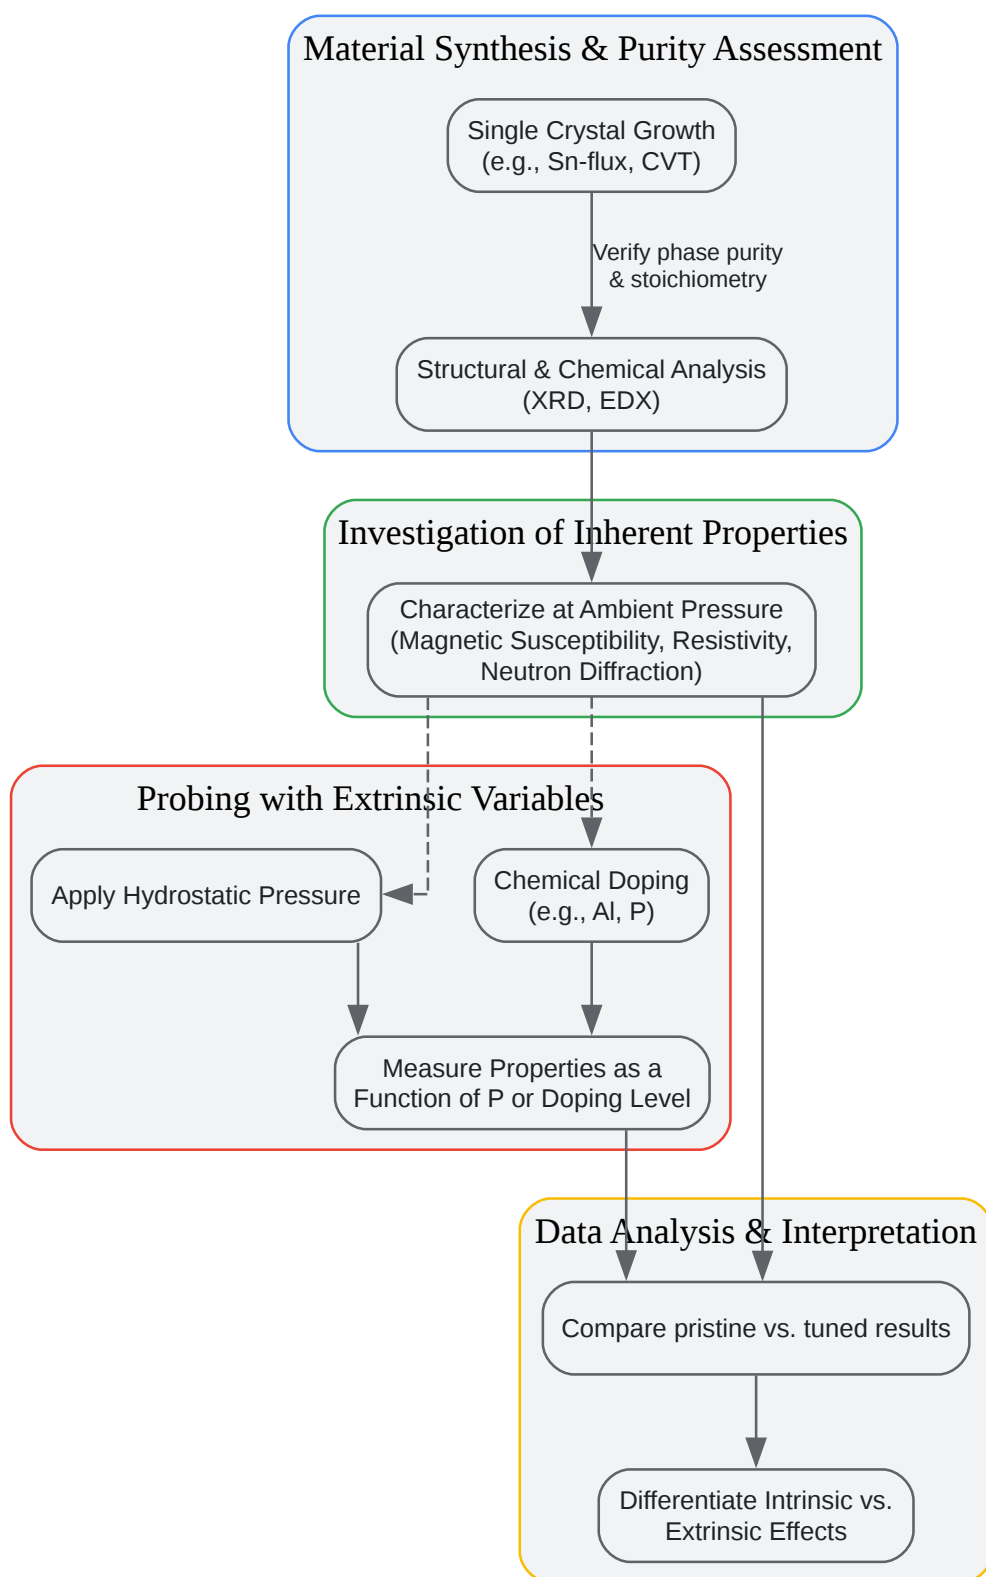 Material Synthesis & Purity Assessment
Single Crystal Growth
(e.g., Sn-flux, CVT)
Verify phase purity
& stoichiometry
Structural & Chemical Analysis
(XRD, EDX)
Investigation of Inherent Properties
Characterize at Ambient Pressure
(Magnetic Susceptibility, Resistivity,
Neutron Diffraction)
Probing with Extrinsic Variables
Apply Hydrostatic Pressure
Chemical Doping
(e.g., Al, P)
Measure Properties as a
Function of P or Doping Level
Data Analysis & Interpretation
Compare pristine vs. tuned results
Differentiate Intrinsic vs.
Extrinsic Effects